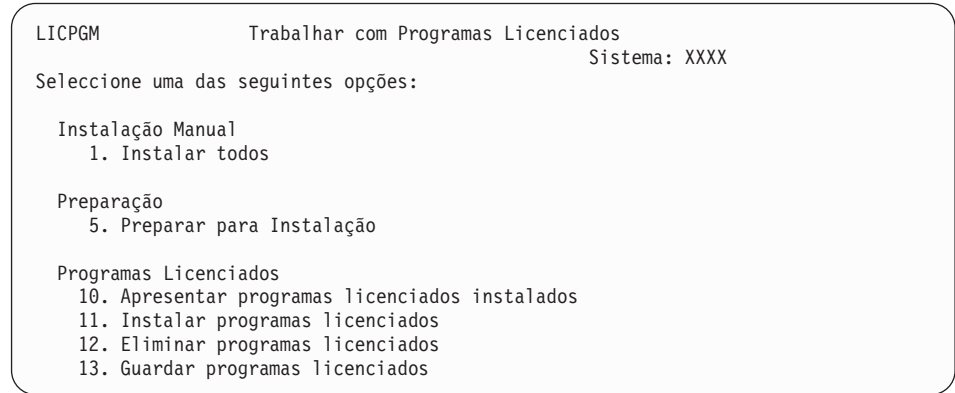 LICPGM Trabalhar com Programas Licenciados
Sistema: XXXX
Seleccione uma das seguintes opções:
Instalação Manual
1. Instalar todos
Preparação
5. Preparar para Instalação
Programas Licenciados
10. Apresentar programas licenciados instalados
11. Instalar programas licenciados
12. Eliminar programas licenciados
13. Guardar programas licenciados